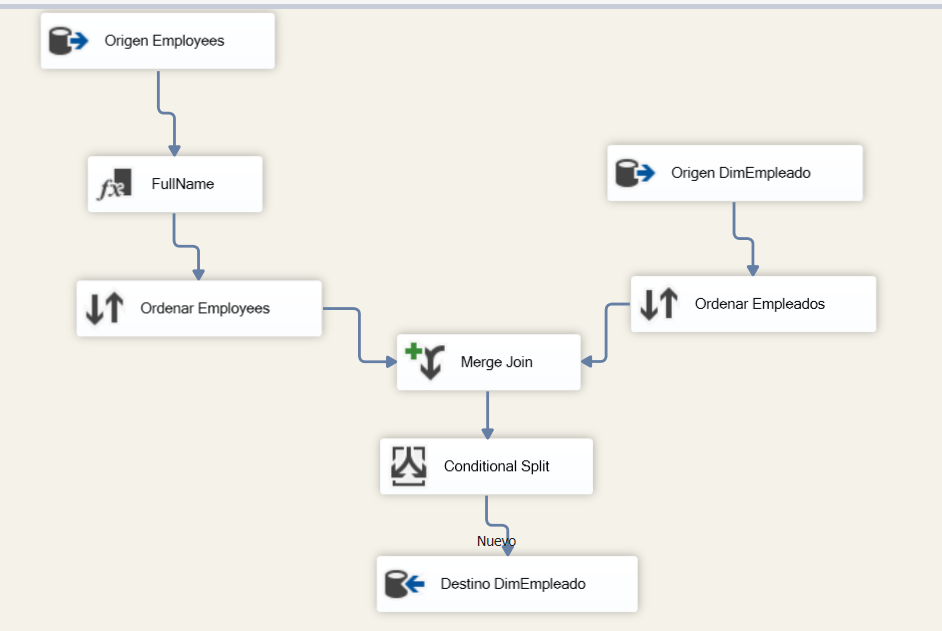 Origen Employees
FullName
Origen DimEmpleado
Ordenar Employees
Ordenar Empleados
Merge Join
Conditional Split
Nuevo
Destino DimEmpleado